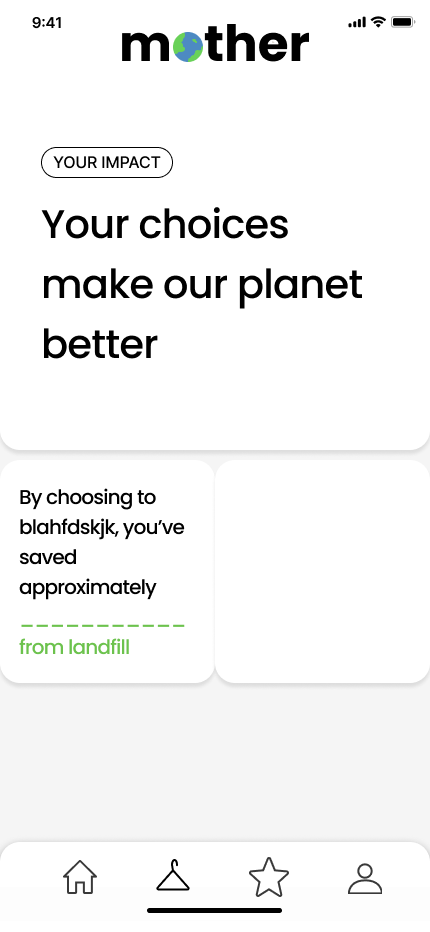 9:41
mother
YOUR IMPACT
Your choices
make our planet
better
By choosing to
blahfdskjk, you've
saved
approximately
___________
from landfill